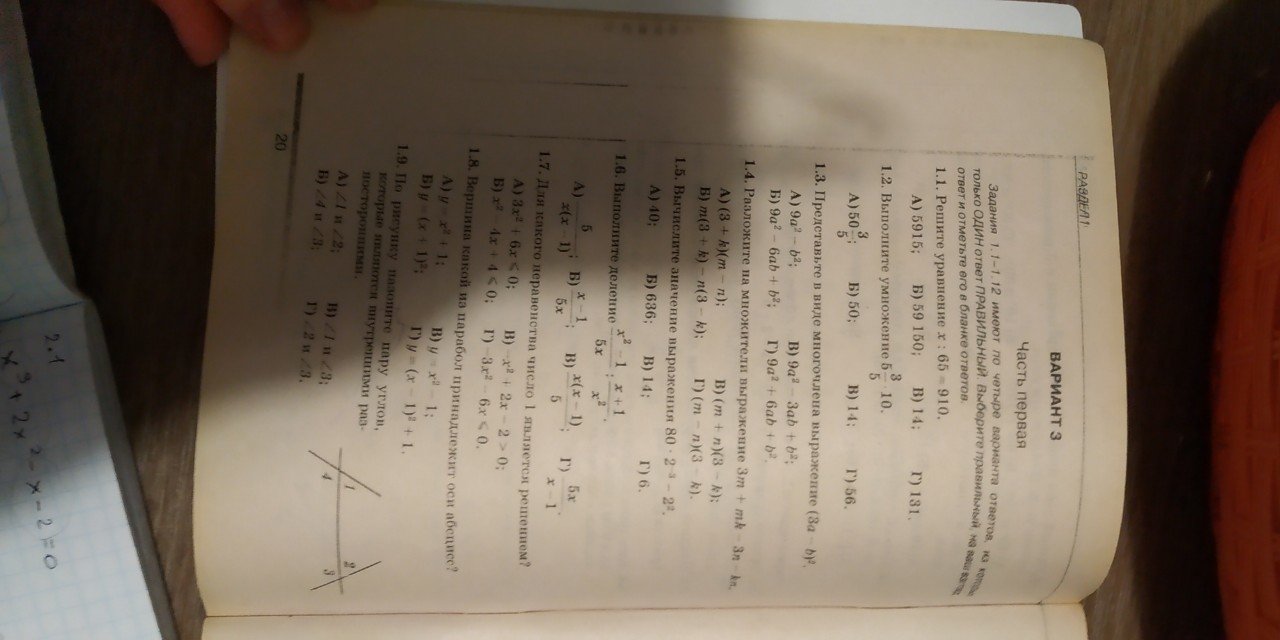 РАЗДЕЛ 1
ВАРИАНТ 3
Часть первая
Задания 1.1–1.12 имеют по четыре варианта ответов, из которых
только ОДИН ответ ПРАВИЛЬНЫЙ. Выберите правильный, на ваш взгляд,
ответ и отметьте его в бланке ответов.
1.1. Решите уравнение x : 65 = 910.
А) 5915; Б) 59 150; В) 14; Г) 131.
1.2. Выполните умножение 5 3/5 · 10.
А) 50 3/5; Б) 50; В) 14; Г) 56.
1.3. Представьте в виде многочлена выражение (3a – b)².
А) 9a² – b²; В) 9a² – 3ab + b²;
Б) 9a² – 6ab + b²; Г) 9a² + 6ab + b².
1.4. Разложите на множители выражение 3m + mk – 3n – kn.
А) (3 + k)(m – n); В) (m + n)(3 – k);
Б) m(3 + k) – n(3 – k); Г) (m – n)(3 – k).
1.5. Вычислите значение выражения 80 · 2⁻³ – 2².
А) 40; Б) 636; В) 14; Г) 6.
1.6. Выполните деление (x² – 1)/5x : (x + 1)/x².
А) 5/x(x – 1); Б) (x – 1)/5x; В) x(x – 1)/5; Г) 5x/(x – 1).
1.7. Для какого неравенства число 1 является решением?
А) 3x² + 6x ⩽ 0; В) –x² + 2x – 2 > 0;
Б) x² – 4x + 4 ⩽ 0; Г) –3x² – 6x ⩽ 0.
1.8. Вершина какой из парабол принадлежит оси абсцисс?
А) y = x² + 1; В) y = x² – 1;
Б) y = (x + 1)²; Г) y = (x – 1)² + 1.
1.9. По рисунку назовите пару углов,
которые являются внутренними раз-
носторонними.
А) ∠1 и ∠2; В) ∠1 и ∠3;
Б) ∠4 и ∠3; Г) ∠2 и ∠3.
1 2
4 3
20
2.1
x³ + 2x² – x – 2) = 0